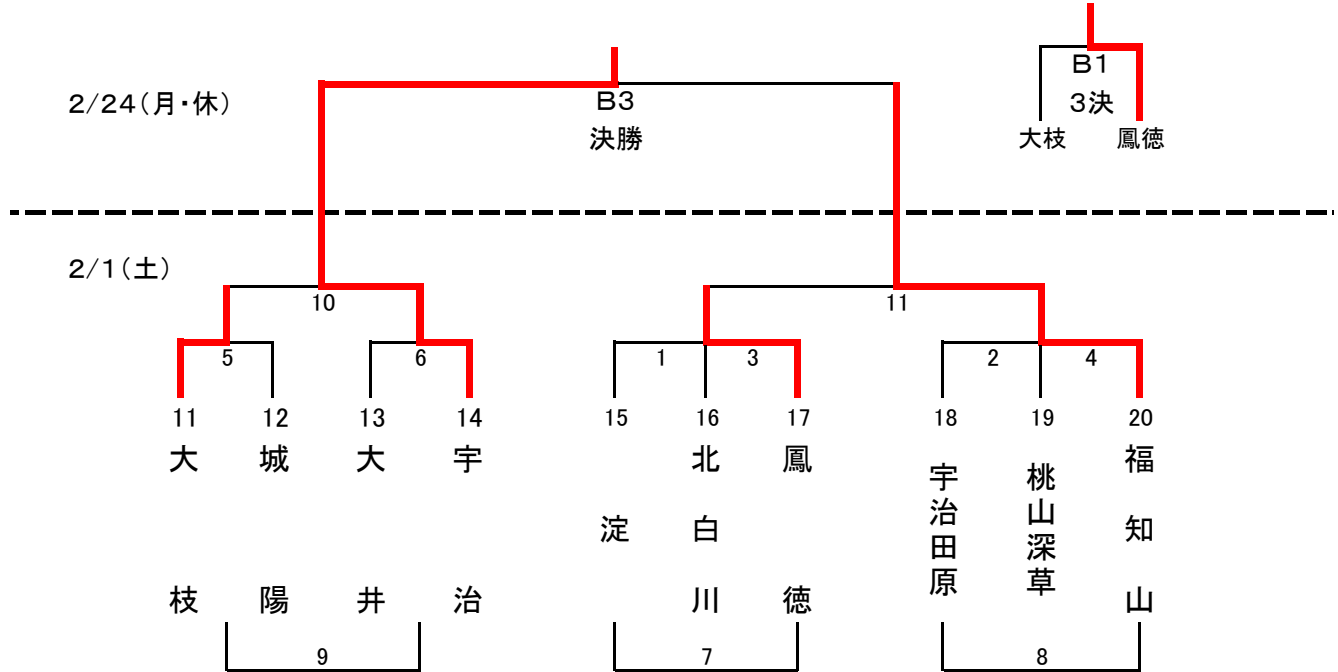 2/24(月・休)
B3
決勝
B1
3決
大枝
鳳徳
2/1(土)
10
11
5
6
1
3
2
4
11
12
13
14
15
16
17
18
19
20
大枝
城陽
大井
宇治
淀
北白川
鳳徳
宇治田原
桃山深草
福知山
9
7
8